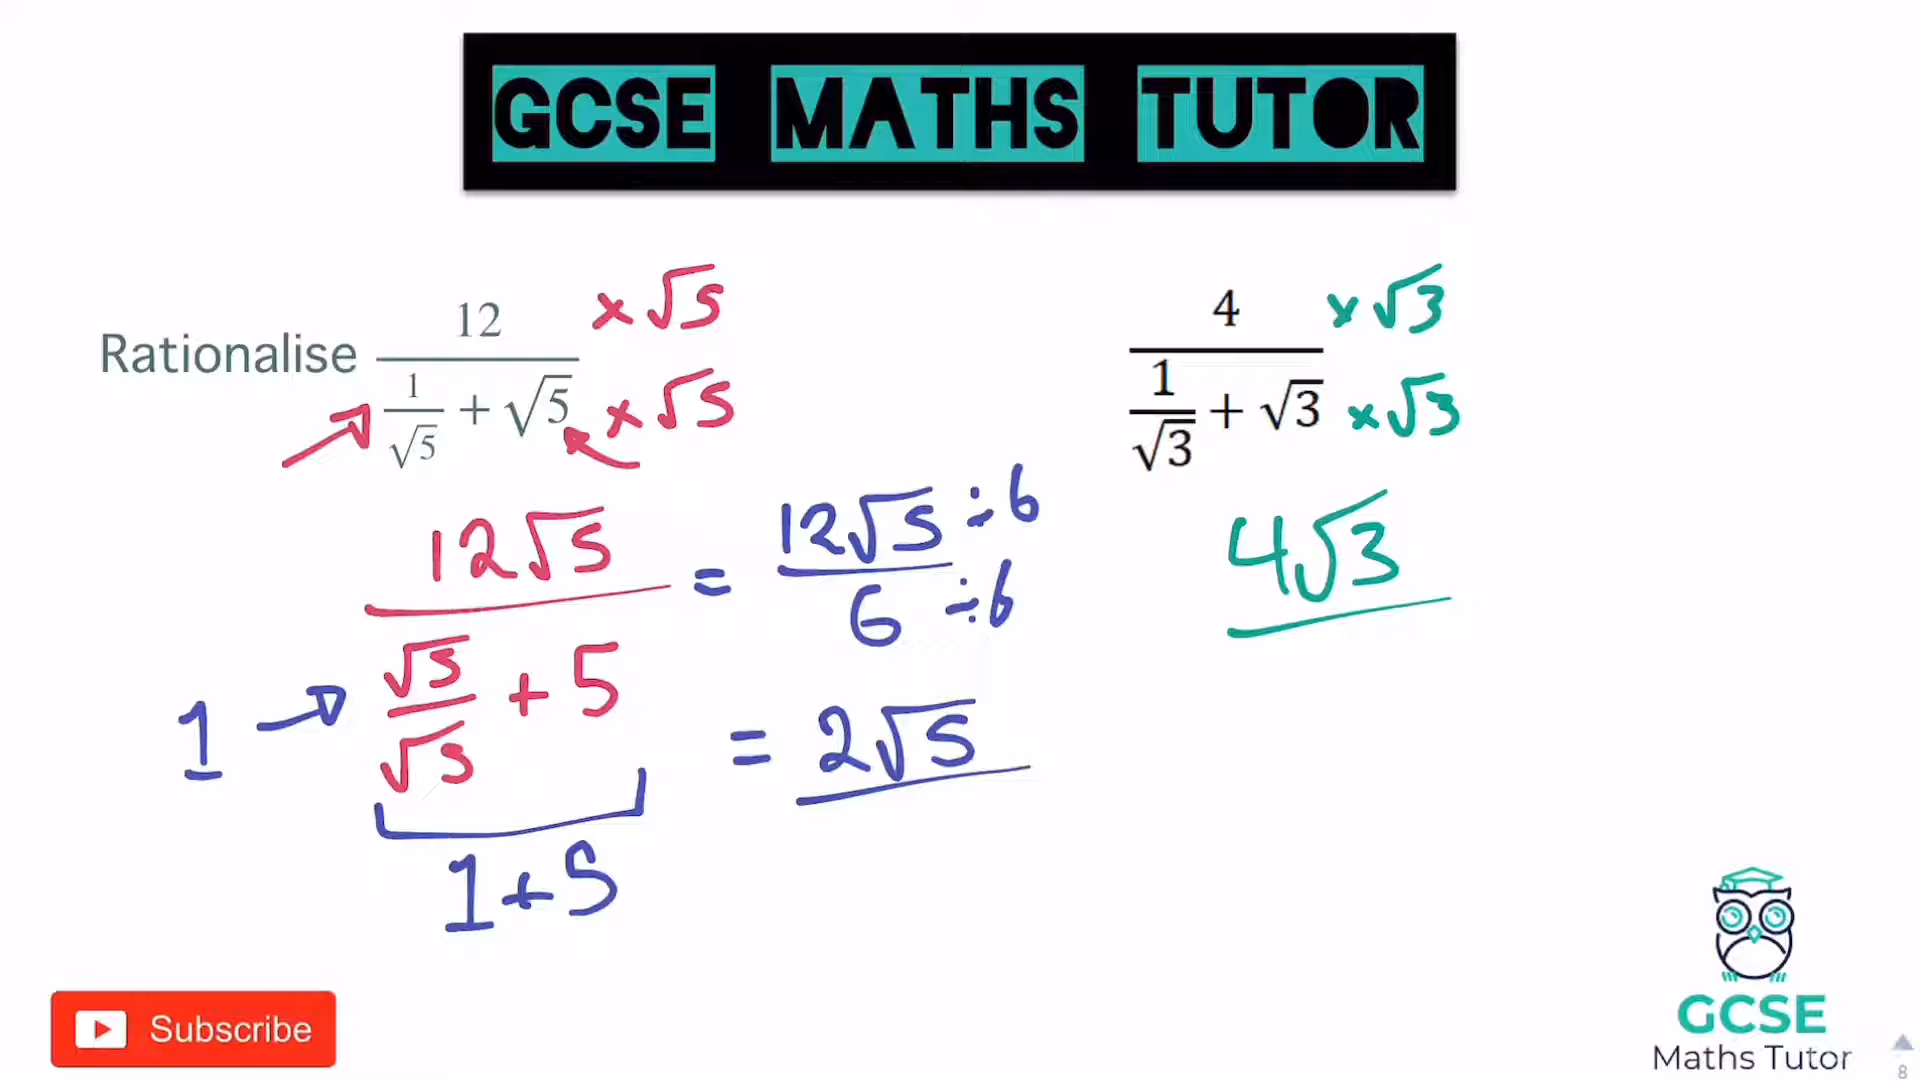 GCSE MATHS TUTOR
Rationalise 12 / (1/√5 + √5)
× √5
× √5
12√5
√5/√5 + 5
1 →
1 + 5
= 12√5 ÷6
6 ÷6
= 2√5
4 / (1/√3 + √3)
× √3
× √3
4√3
Subscribe
GCSE
Maths Tutor
8